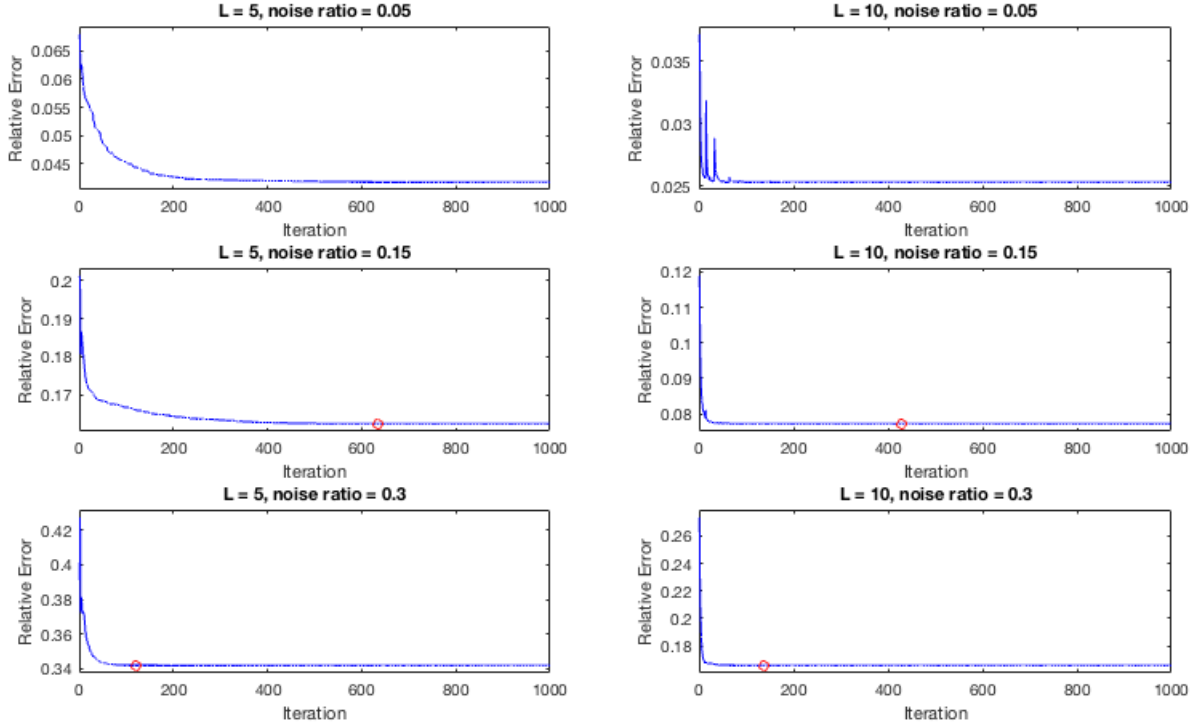 L = 5, noise ratio = 0.05
Relative Error
0.065
0.06
0.055
0.05
0.045
0 200 400 600 800 1000
Iteration
L = 10, noise ratio = 0.05
Relative Error
0.035
0.03
0.025
0 200 400 600 800 1000
Iteration
L = 5, noise ratio = 0.15
Relative Error
0.2
0.19
0.18
0.17
0 200 400 600 800 1000
Iteration
L = 10, noise ratio = 0.15
Relative Error
0.12
0.11
0.1
0.09
0.08
0 200 400 600 800 1000
Iteration
L = 5, noise ratio = 0.3
Relative Error
0.42
0.4
0.38
0.36
0.34
0 200 400 600 800 1000
Iteration
L = 10, noise ratio = 0.3
Relative Error
0.26
0.24
0.22
0.2
0.18
0 200 400 600 800 1000
Iteration